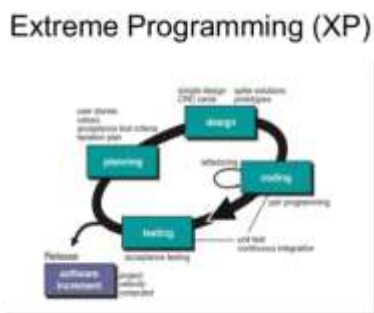 Extreme Programming (XP)
simple design
CRC cards
spike solutions
prototypes
user stories
values
acceptance test criteria
iteration plan
design
planning
refactoring
coding
pair programming
testing
unit test
continuous integration
acceptance testing
Release
software
increment
project
velocity
computed